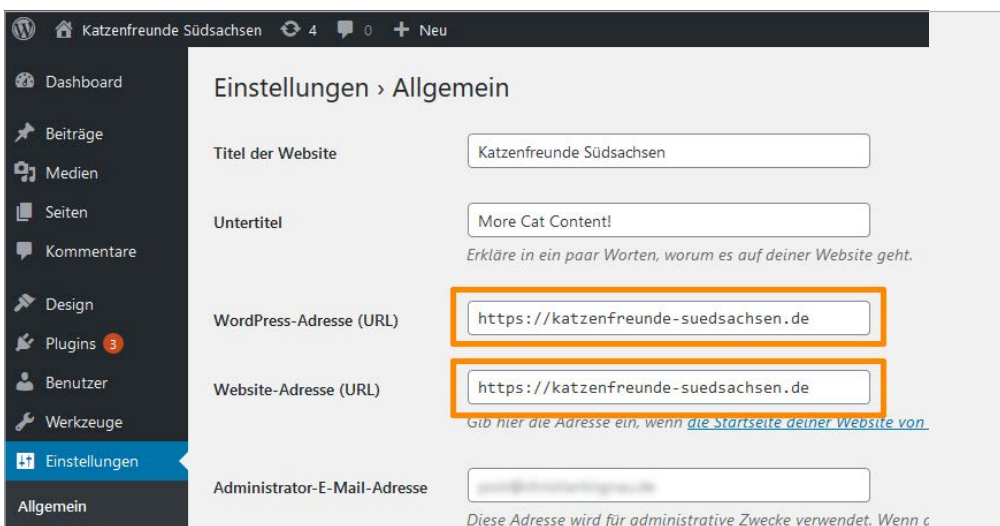 Katzenfreunde Südsachsen 4 0 + Neu
Dashboard
Beiträge
Medien
Seiten
Kommentare
Design
Plugins 3
Benutzer
Werkzeuge
Einstellungen
Allgemein
Einstellungen › Allgemein
Titel der Website
Katzenfreunde Südsachsen
Untertitel
More Cat Content!
Erkläre in ein paar Worten, worum es auf deiner Website geht.
WordPress-Adresse (URL)
https://katzenfreunde-suedsachsen.de
Website-Adresse (URL)
https://katzenfreunde-suedsachsen.de
Gib hier die Adresse ein, wenn die Startseite deiner Website von
Administrator-E-Mail-Adresse
Diese Adresse wird für administrative Zwecke verwendet. Wenn